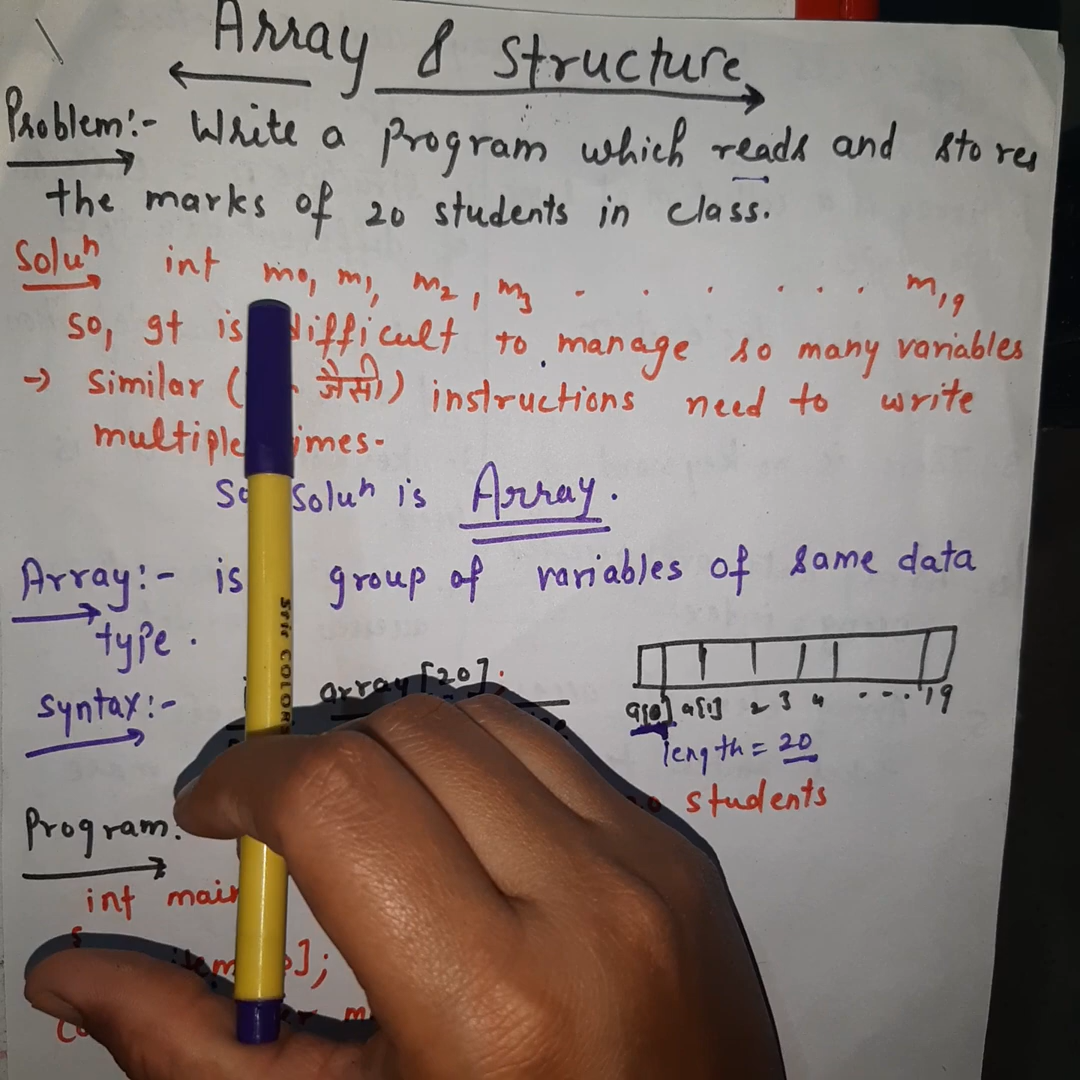 Array & Structure
Problem:- Write a program which reads and stores
the marks of 20 students in class.
Soluⁿ int m0, m1, m2, m3 . . . . . . . m19
So, It is difficult to manage so many variables
→ Similar ( जैसी) instructions need to write
multiple times-
So Soluⁿ is Array.
Array:- is group of variables of same data
type.
Syntax:- array [20];
a[0] a[1] 2 3 4 ... 19
length = 20
students
Program:
int main
m